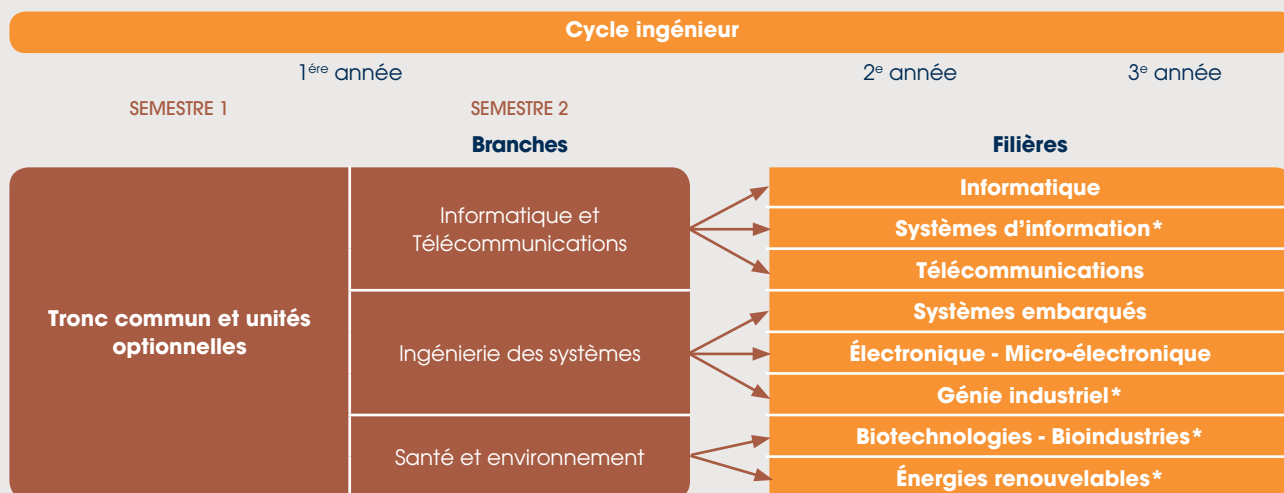 Cycle ingénieur
1ére année
2e année
3e année
SEMESTRE 1
SEMESTRE 2
Branches
Filières
Tronc commun et unités
optionnelles
Informatique et
Télécommunications
Ingénierie des systèmes
Santé et environnement
Informatique
Systèmes d’information*
Télécommunications
Systèmes embarqués
Électronique - Micro-électronique
Génie industriel*
Biotechnologies - Bioindustries*
Énergies renouvelables*